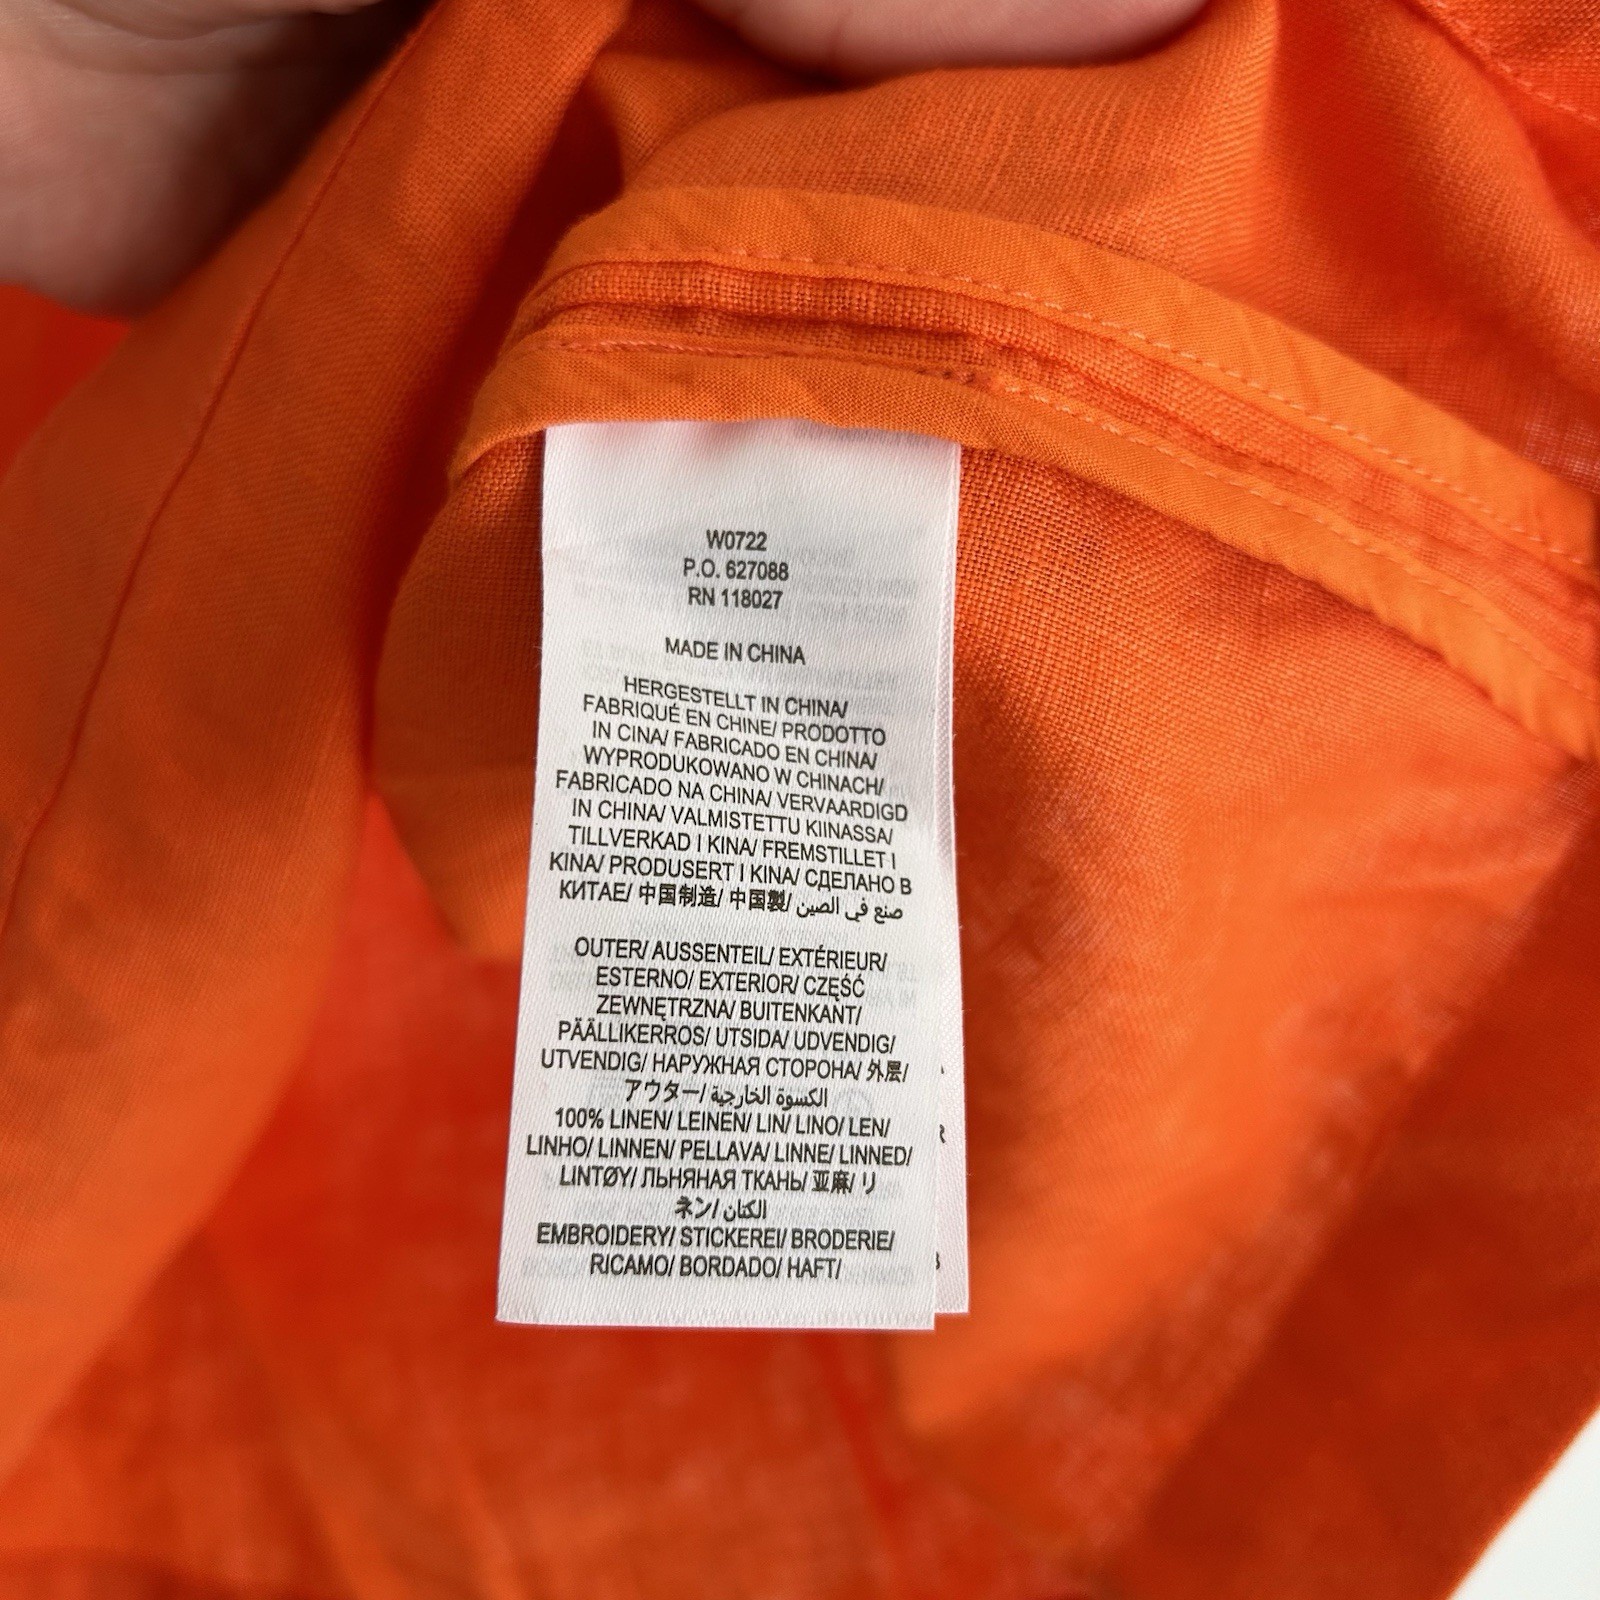 W0722
P.O. 627088
RN 118027
MADE IN CHINA
HERGESTELLT IN CHINA/
FABRIQUÉ EN CHINE/ PRODOTTO
IN CINA/ FABRICADO EN CHINA/
WYPRODUKOWANO W CHINACH/
FABRICADO NA CHINA/ VERVAARDIGD
IN CHINA/ VALMISTETTU KIINASSA/
TILLVERKAD I KINA/ FREMSTILLET I
KINA/ PRODUSERT I KINA/ СДЕЛАНО В
КИТАЕ/ 中国制造/ 中国製/ صنع في الصين
OUTER/ AUSSENTEIL/ EXTÉRIEUR/
ESTERNO/ EXTERIOR/ CZĘŚĆ
ZEWNĘTRZNA/ BUITENKANT/
PÄÄLLIKERROS/ UTSIDA/ UDVENDIG/
UTVENDIG/ НАРУЖНАЯ СТОРОНА/ 外层/
アウター/ الكسوة الخارجية
100% LINEN/ LEINEN/ LIN/ LINO/ LEN/
LINHO/ LINNEN/ PELLAVA/ LINNE/ LINNED/
LINTØY/ ЛЬНЯНАЯ ТКАНЬ/ 亚麻/ リ
ネン/ الكتان
EMBROIDERY/ STICKEREI/ BRODERIE/
RICAMO/ BORDADO/ HAFT/